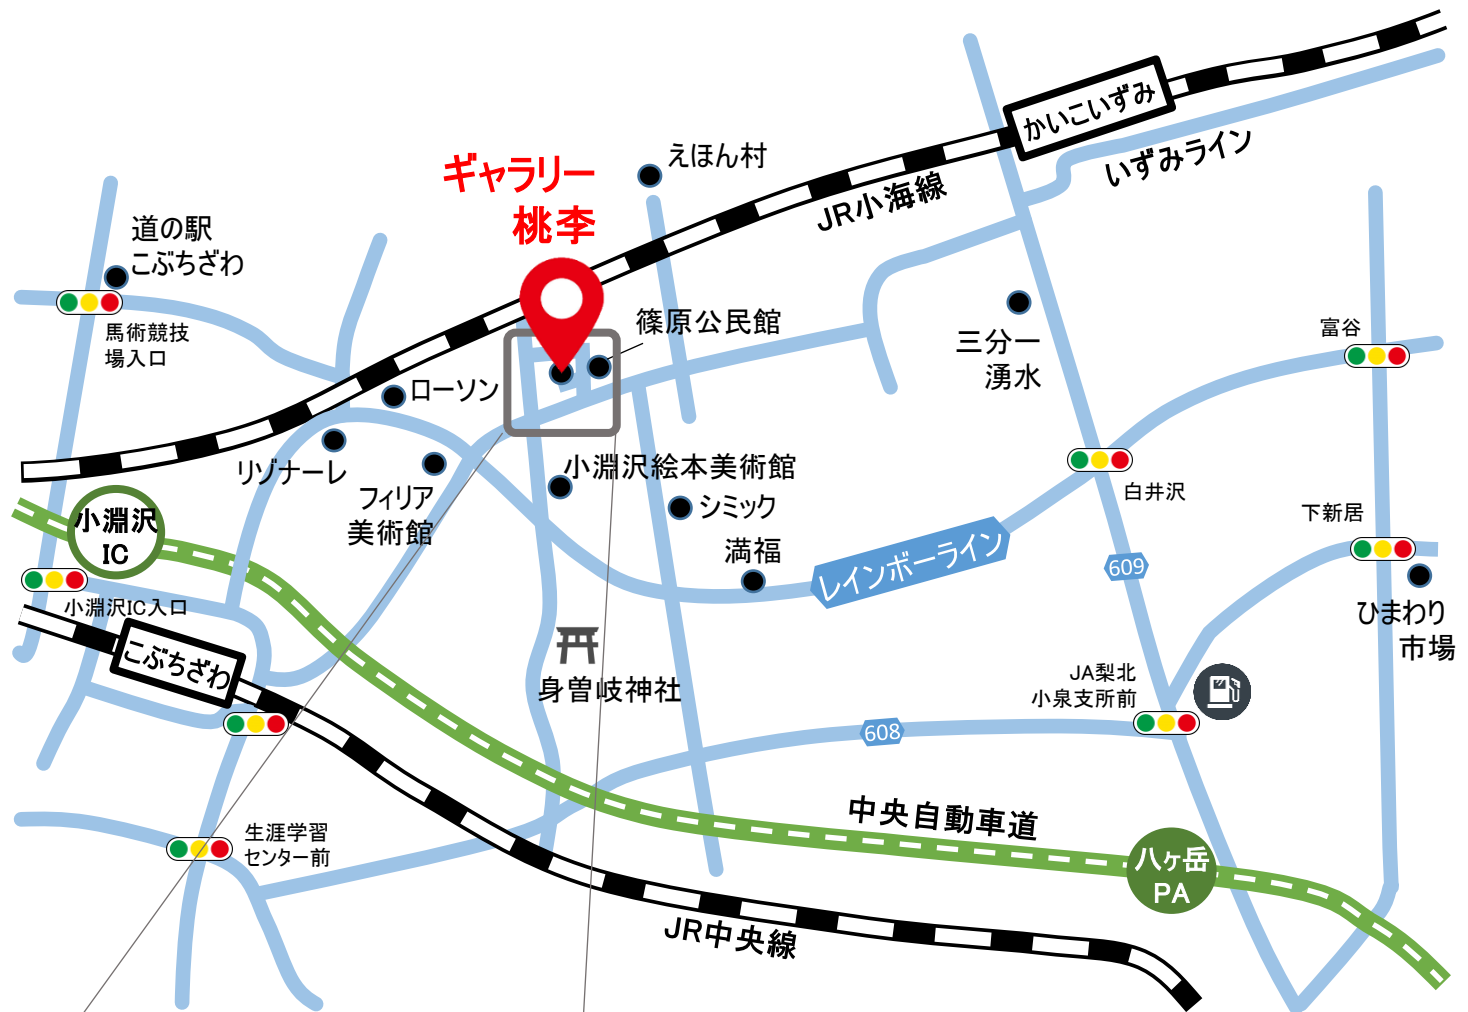 かいこいずみ
いずみライン
えほん村
ギャラリー
桃李
JR小海線
道の駅
こぶちざわ
馬術競技
場入口
篠原公民館
三分一
湧水
富谷
ローソン
リゾナーレ
フィリア
美術館
小淵沢絵本美術館
シミック
満福
白井沢
下新居
小淵沢
IC
レインボーライン
609
小淵沢IC入口
ひまわり
市場
こぶちざわ
身曽岐神社
JA梨北
小泉支所前
608
中央自動車道
生涯学習
センター前
八ヶ岳
PA
JR中央線